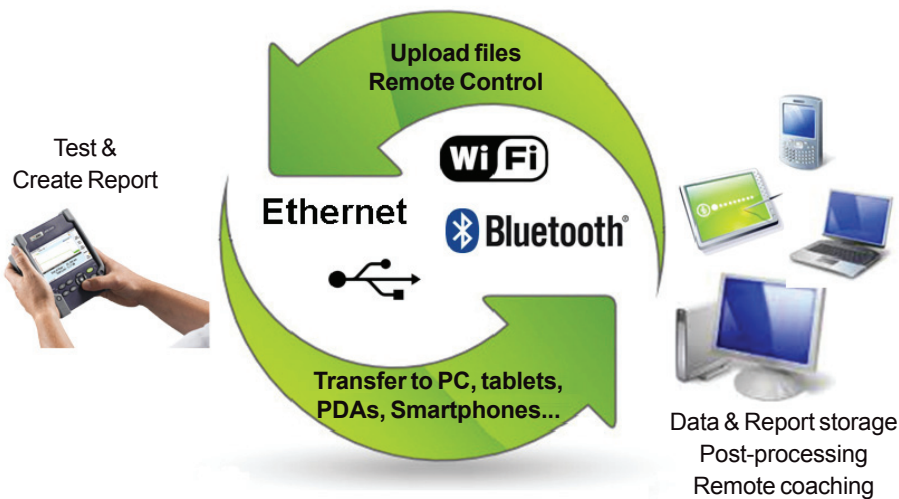 Upload files
Remote Control
Test &
Create Report
WiFi
Ethernet
Bluetooth®
Transfer to PC, tablets,
PDAs, Smartphones...
Data & Report storage
Post-processing
Remote coaching